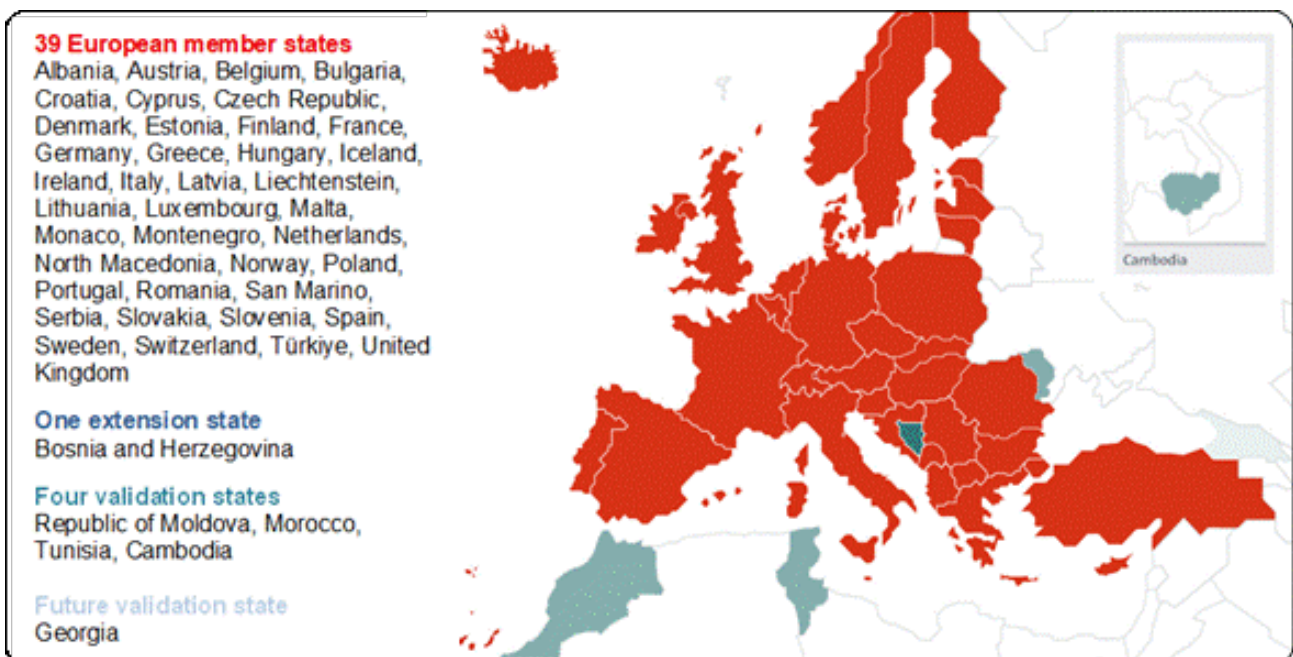 39 European member states
Albania, Austria, Belgium, Bulgaria,
Croatia, Cyprus, Czech Republic,
Denmark, Estonia, Finland, France,
Germany, Greece, Hungary, Iceland,
Ireland, Italy, Latvia, Liechtenstein,
Lithuania, Luxembourg, Malta,
Monaco, Montenegro, Netherlands,
North Macedonia, Norway, Poland,
Portugal, Romania, San Marino,
Serbia, Slovakia, Slovenia, Spain,
Sweden, Switzerland, Türkiye, United
Kingdom
One extension state
Bosnia and Herzegovina
Four validation states
Republic of Moldova, Morocco,
Tunisia, Cambodia
Future validation state
Georgia
Cambodia